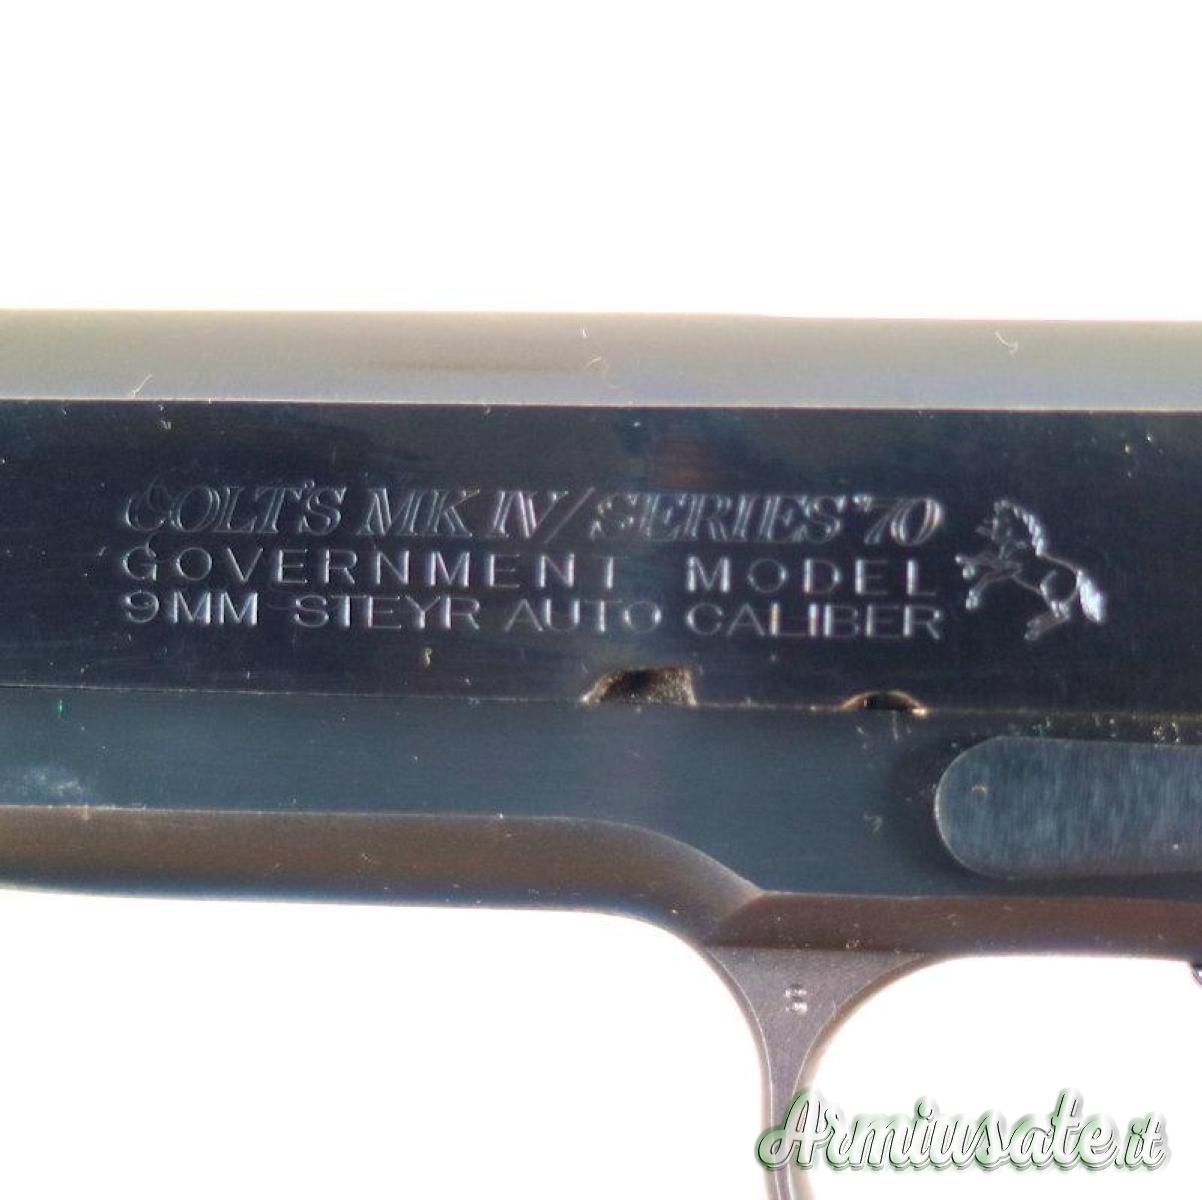 COLT'S MK IV / SERIES '70
GOVERNMENT MODEL
9MM STEYR AUTO CALIBER
G
Armiusate.it